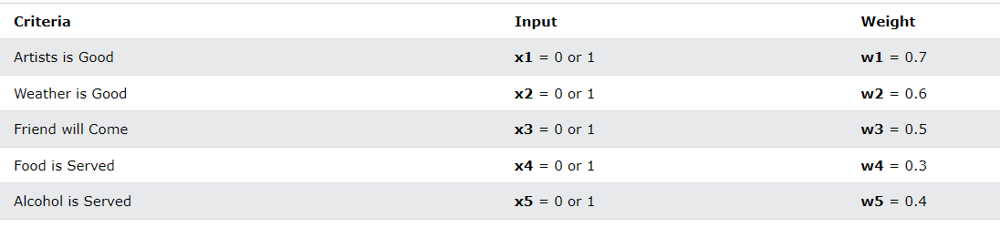 Criteria Input Weight
Artists is Good x1 = 0 or 1 w1 = 0.7
Weather is Good x2 = 0 or 1 w2 = 0.6
Friend will Come x3 = 0 or 1 w3 = 0.5
Food is Served x4 = 0 or 1 w4 = 0.3
Alcohol is Served x5 = 0 or 1 w5 = 0.4